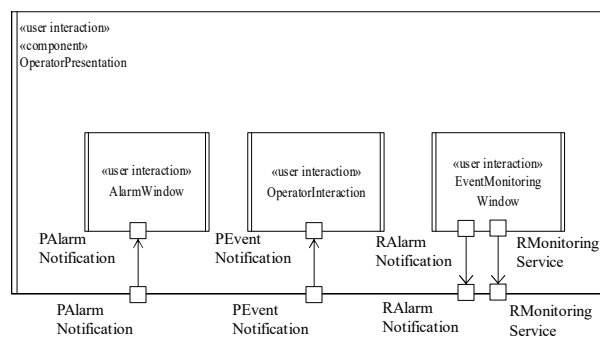 «user interaction»
«component»
OperatorPresentation
«user interaction»
AlarmWindow
«user interaction»
OperatorInteraction
«user interaction»
EventMonitoring
Window
PAlarm
Notification
PEvent
Notification
RAlarm
Notification
RMonitoring
Service
PAlarm
Notification
PEvent
Notification
RAlarm
Notification
RMonitoring
Service